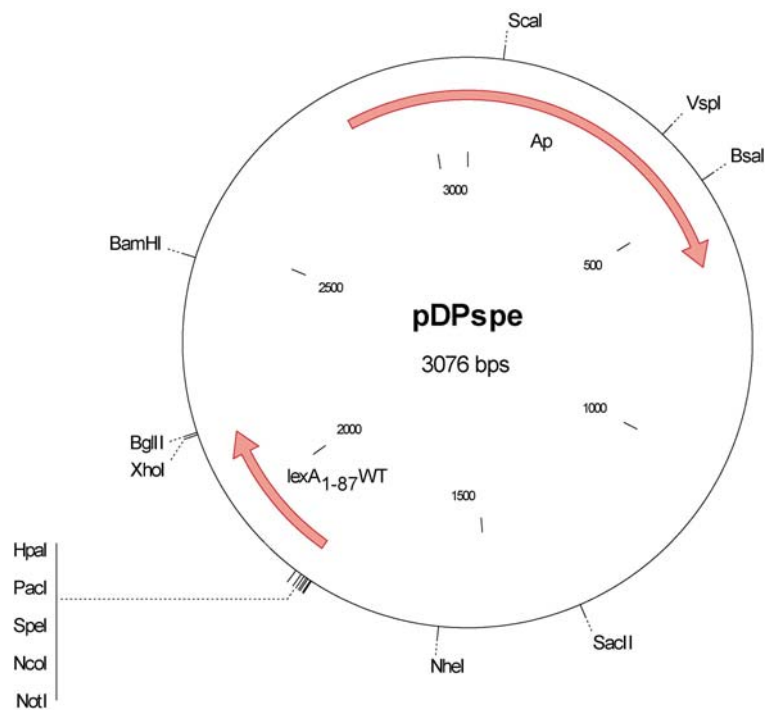 ScaI
VspI
BsaI
Ap
3000
BamHI
500
2500
pDPspe
3076 bps
1000
2000
BglII
XhoI
lexA1-87WT
1500
HpaI
PacI
SpeI
NcoI
NotI
SacII
NheI